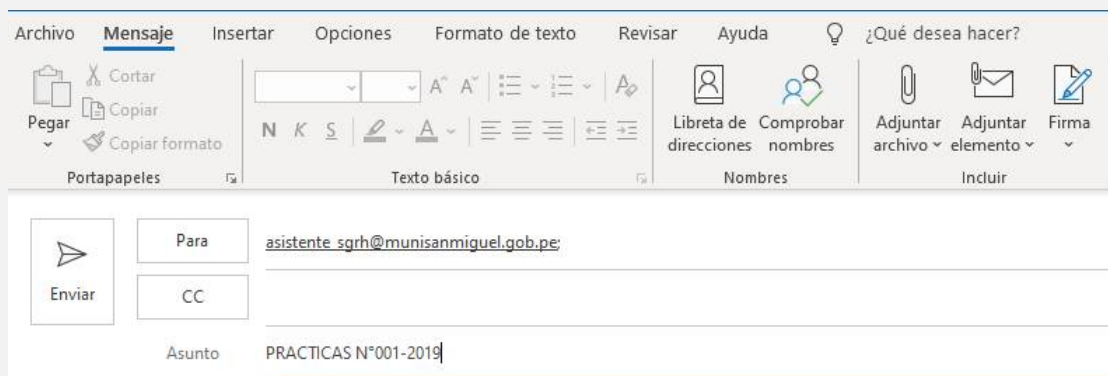 Archivo Mensaje Insertar Opciones Formato de texto Revisar Ayuda ¿Qué desea hacer?
Pegar
Cortar
Copiar
Copiar formato
Portapapeles
N K S A
Texto básico
Libreta de direcciones
Comprobar nombres
Nombres
Adjuntar archivo
Adjuntar elemento
Firma
Incluir
Enviar
Para asistente_sgrh@munisanmiguel.gob.pe;
CC
Asunto PRACTICAS N°001-2019